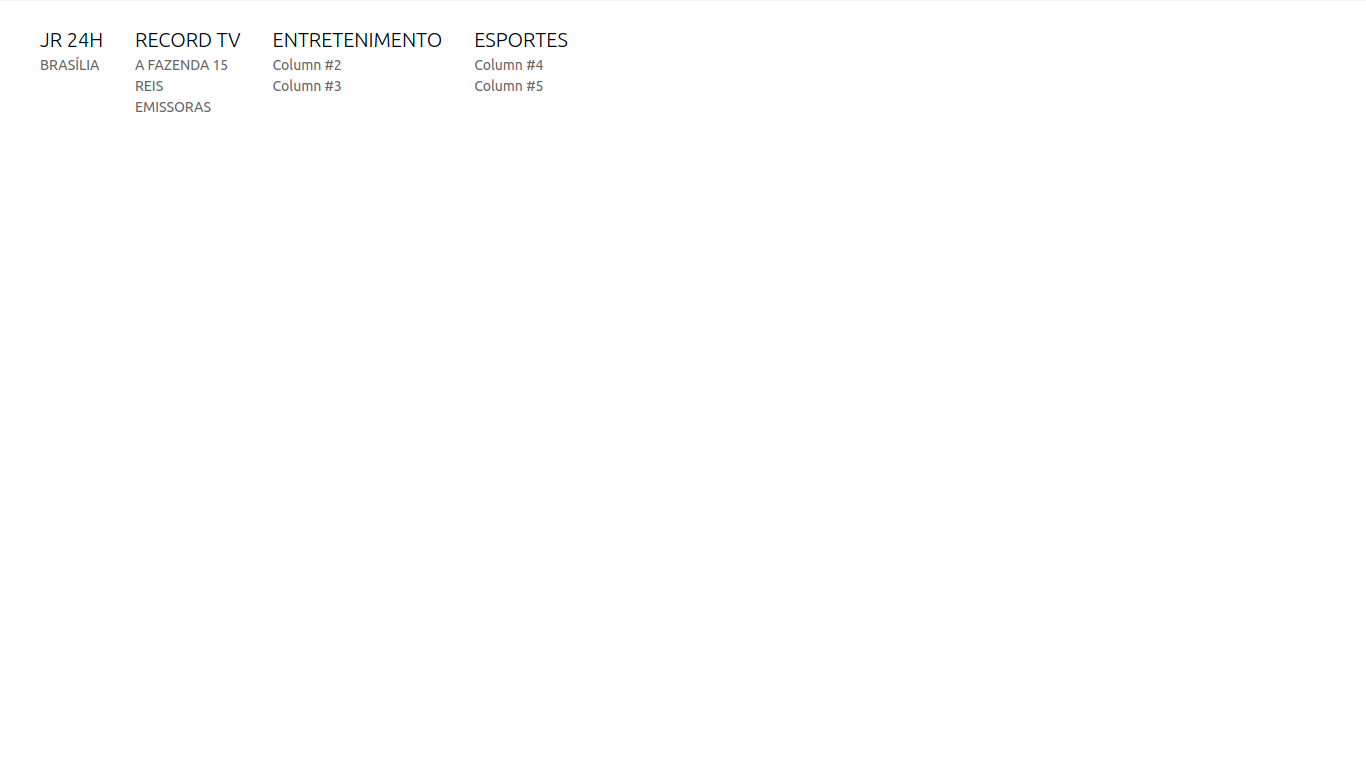 JR 24H
BRASÍLIA
RECORD TV
A FAZENDA 15
REIS
EMISSORAS
ENTRETENIMENTO
Column #2
Column #3
ESPORTES
Column #4
Column #5